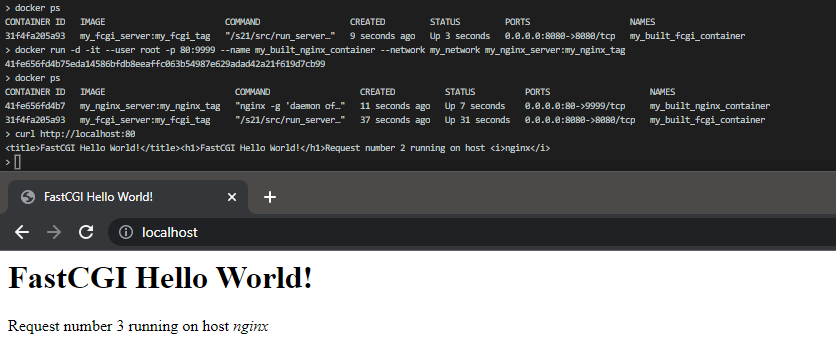 > docker ps
CONTAINER ID IMAGE COMMAND CREATED STATUS PORTS NAMES
31f4fa205a93 my_fcgi_server:my_fcgi_tag "/s21/src/run_server…" 9 seconds ago Up 3 seconds 0.0.0.0:8080->8080/tcp my_built_fcgi_container
> docker run -d -it --user root -p 80:9999 --name my_built_nginx_container --network my_network my_nginx_server:my_nginx_tag
41fe656fd4b75eda14586bfdb8eeaffc063b54987e629adad42a21f619d7cb99
> docker ps
CONTAINER ID IMAGE COMMAND CREATED STATUS PORTS NAMES
41fe656fd4b7 my_nginx_server:my_nginx_tag "nginx -g 'daemon of…" 11 seconds ago Up 7 seconds 0.0.0.0:80->9999/tcp my_built_nginx_container
31f4fa205a93 my_fcgi_server:my_fcgi_tag "/s21/src/run_server…" 37 seconds ago Up 31 seconds 0.0.0.0:8080->8080/tcp my_built_fcgi_container
> curl http://localhost:80
<title>FastCGI Hello World!</title><h1>FastCGI Hello World!</h1>Request number 2 running on host <i>nginx</i>
>
FastCGI Hello World!
localhost
FastCGI Hello World!
Request number 3 running on host nginx